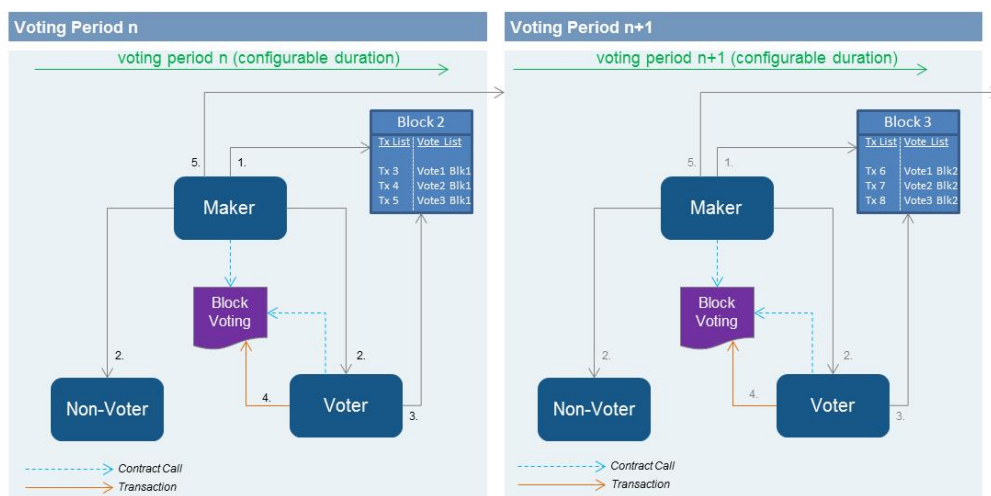 Voting Period n
voting period n (configurable duration)
Block 2
Tx List Vote List
Tx 3 Vote1 Blk1
Tx 4 Vote2 Blk1
Tx 5 Vote3 Blk1
5.
1.
Maker
Block
Voting
2.
2.
4.
3.
Non-Voter
Voter
Contract Call
Transaction
Voting Period n+1
voting period n+1 (configurable duration)
Block 3
Tx List Vote List
Tx 6 Vote1 Blk2
Tx 7 Vote2 Blk2
Tx 8 Vote3 Blk2
5.
1.
Maker
Block
Voting
2.
2.
4.
3.
Non-Voter
Voter
Contract Call
Transaction